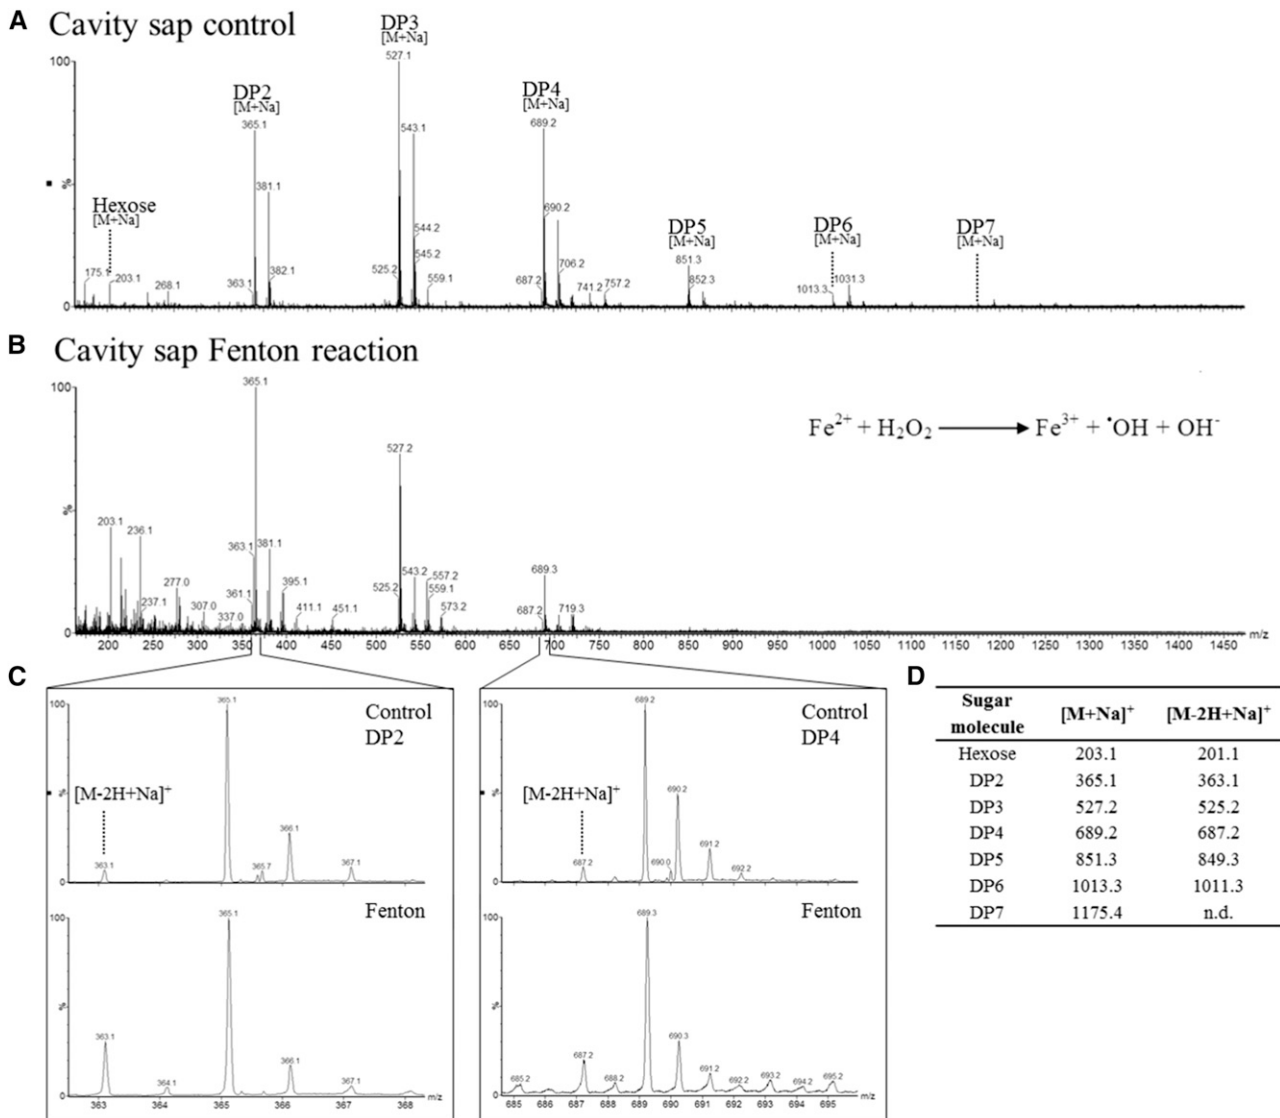 A Cavity sap control
DP3
[M+Na]
527.1
100
DP2
[M+Na]
365.1
DP4
[M+Na]
689.2
543.1
381.1
%
Hexose
[M+Na]
690.2
544.2
DP5
[M+Na]
DP6
[M+Na]
DP7
[M+Na]
545.2
525.2
706.2
851.3
203.1
268.1
363.1
382.1
559.1
687.2
741.2
757.2
852.3
1013.3
1031.3
0
B Cavity sap Fenton reaction
100
365.1
Fe2+ + H2O2 ⟶ Fe3+ + •OH + OH-
527.2
%
203.1
236.1
363.1
381.1
277.0
395.1
543.2
557.2
525.2
559.1
689.3
361.1
237.1
307.0
337.0
411.1
451.1
573.2
687.2
719.3
0
200 250 300 350 400 450 500 550 600 650 700 750 800 850 900 950 1000 1050 1100 1150 1200 1250 1300 1350 1400 1450 m/z
C
100
365.1
Control
DP2
%
[M-2H+Na]+
363.1
365.7
366.1
367.1
0
100
365.1
Fenton
%
363.1
364.1
366.1
367.1
0
363 364 365 366 367 368 m/z
100
689.2
Control
DP4
%
[M-2H+Na]+
690.2
687.2
690.0
691.2
692.2
0
100
689.3
Fenton
%
690.3
685.2
687.2
688.2
691.2
692.2
693.2
694.2
695.2
0
685 686 687 688 689 690 691 692 693 694 695 m/z
D
Sugar
molecule [M+Na]+ [M-2H+Na]+
Hexose 203.1 201.1
DP2 365.1 363.1
DP3 527.2 525.2
DP4 689.2 687.2
DP5 851.3 849.3
DP6 1013.3 1011.3
DP7 1175.4 n.d.